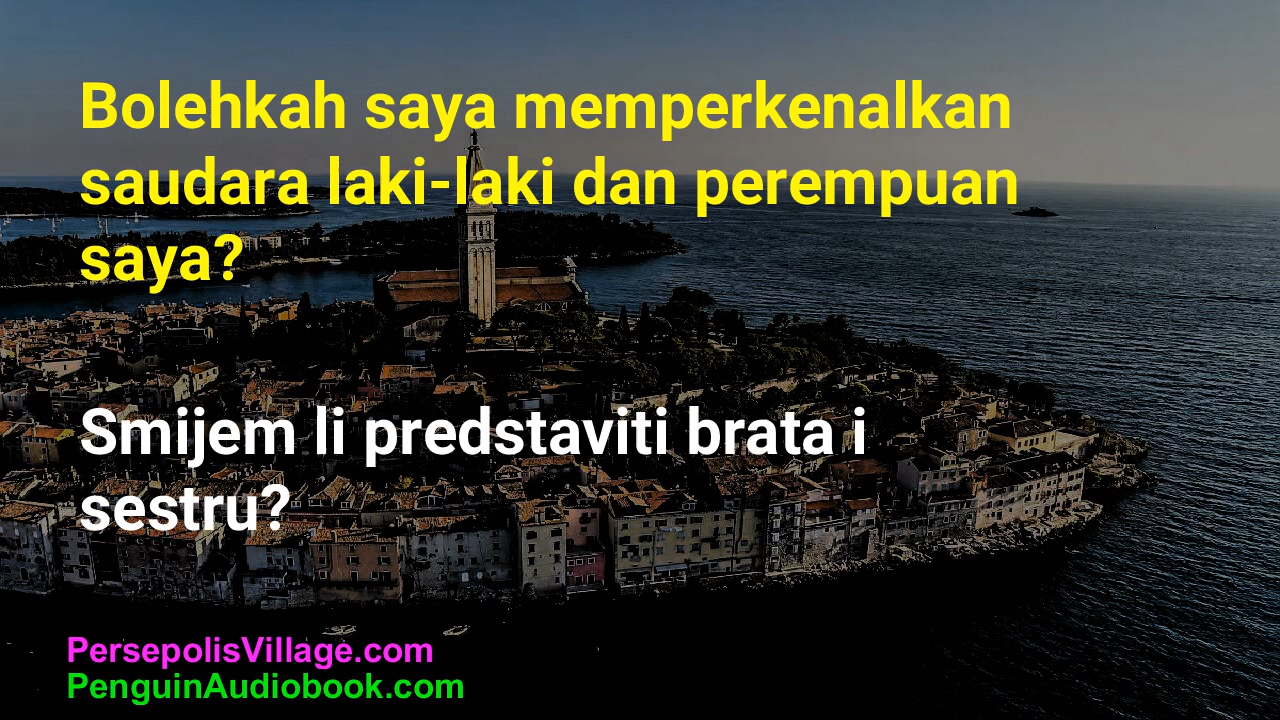 Bolehkah saya memperkenalkan
saudara laki-laki dan perempuan
saya?
Smijem li predstaviti brata i
sestru?
PersepolisVillage.com
PenguinAudiobook.com